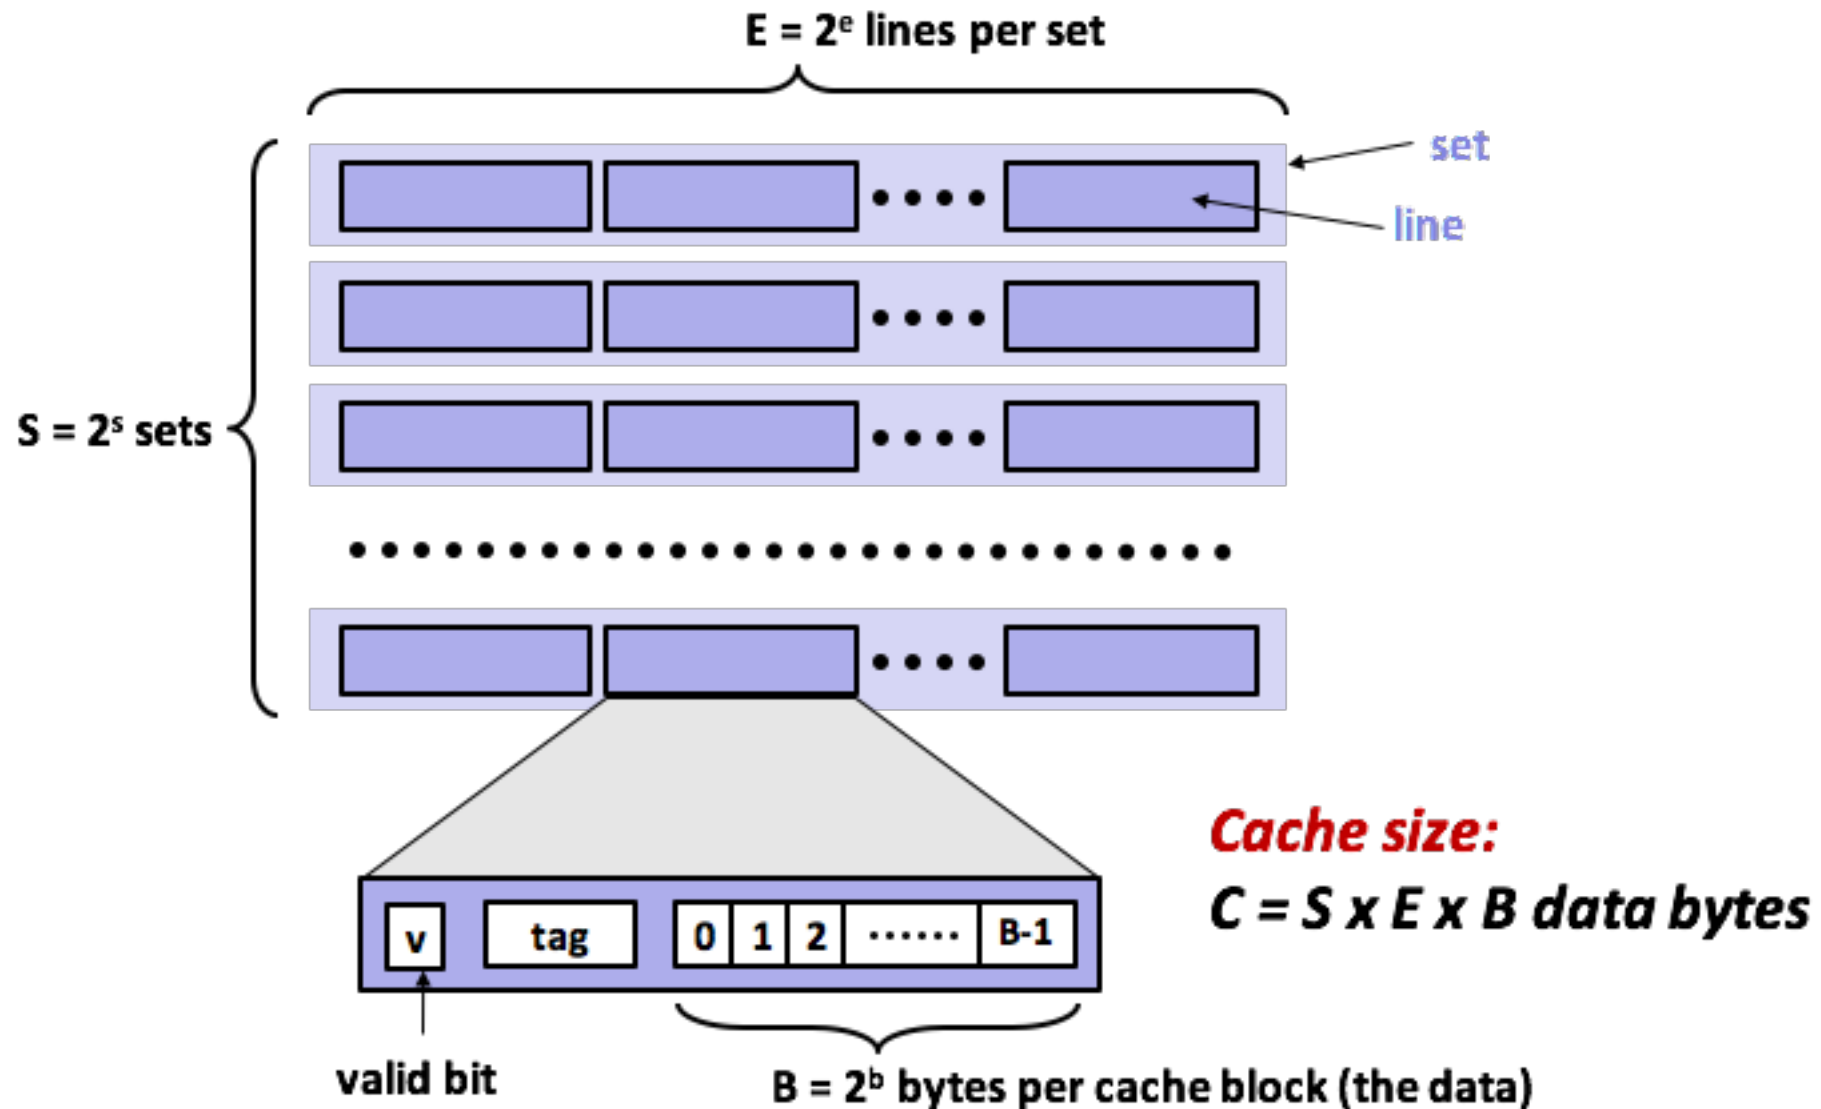 E = 2ᵉ lines per set
set
line
S = 2ˢ sets
Cache size:
C = S x E x B data bytes
v
tag
0
1
2
B-1
valid bit
B = 2ᵇ bytes per cache block (the data)